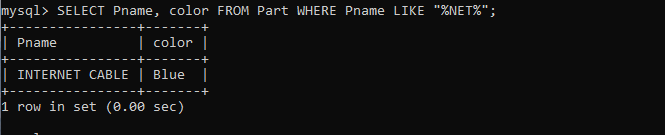 mysql> SELECT Pname, color FROM Part WHERE Pname LIKE "%NET%";
+----------------+-------+
| Pname          | color |
+----------------+-------+
| INTERNET CABLE | Blue  |
+----------------+-------+
1 row in set (0.00 sec)